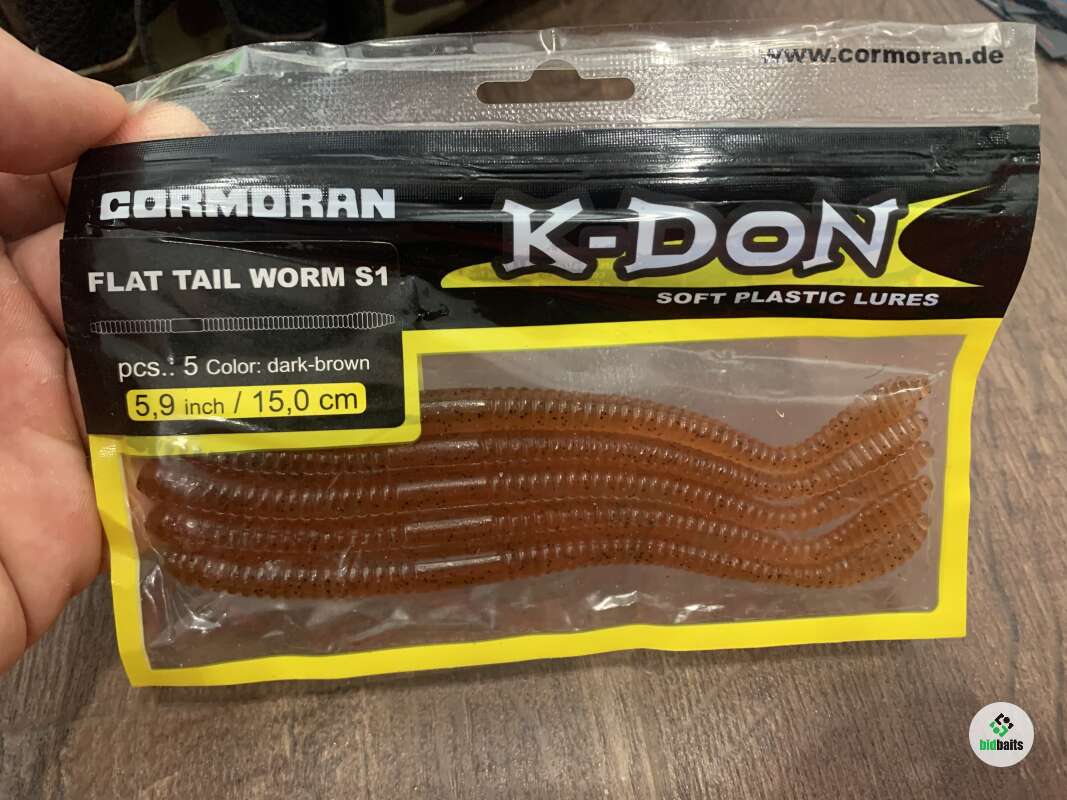 www.cormoran.de
CORMORAN
K-DON
SOFT PLASTIC LURES
FLAT TAIL WORM S1
pcs.: 5 Color: dark-brown
5,9 inch / 15,0 cm
bidbaits